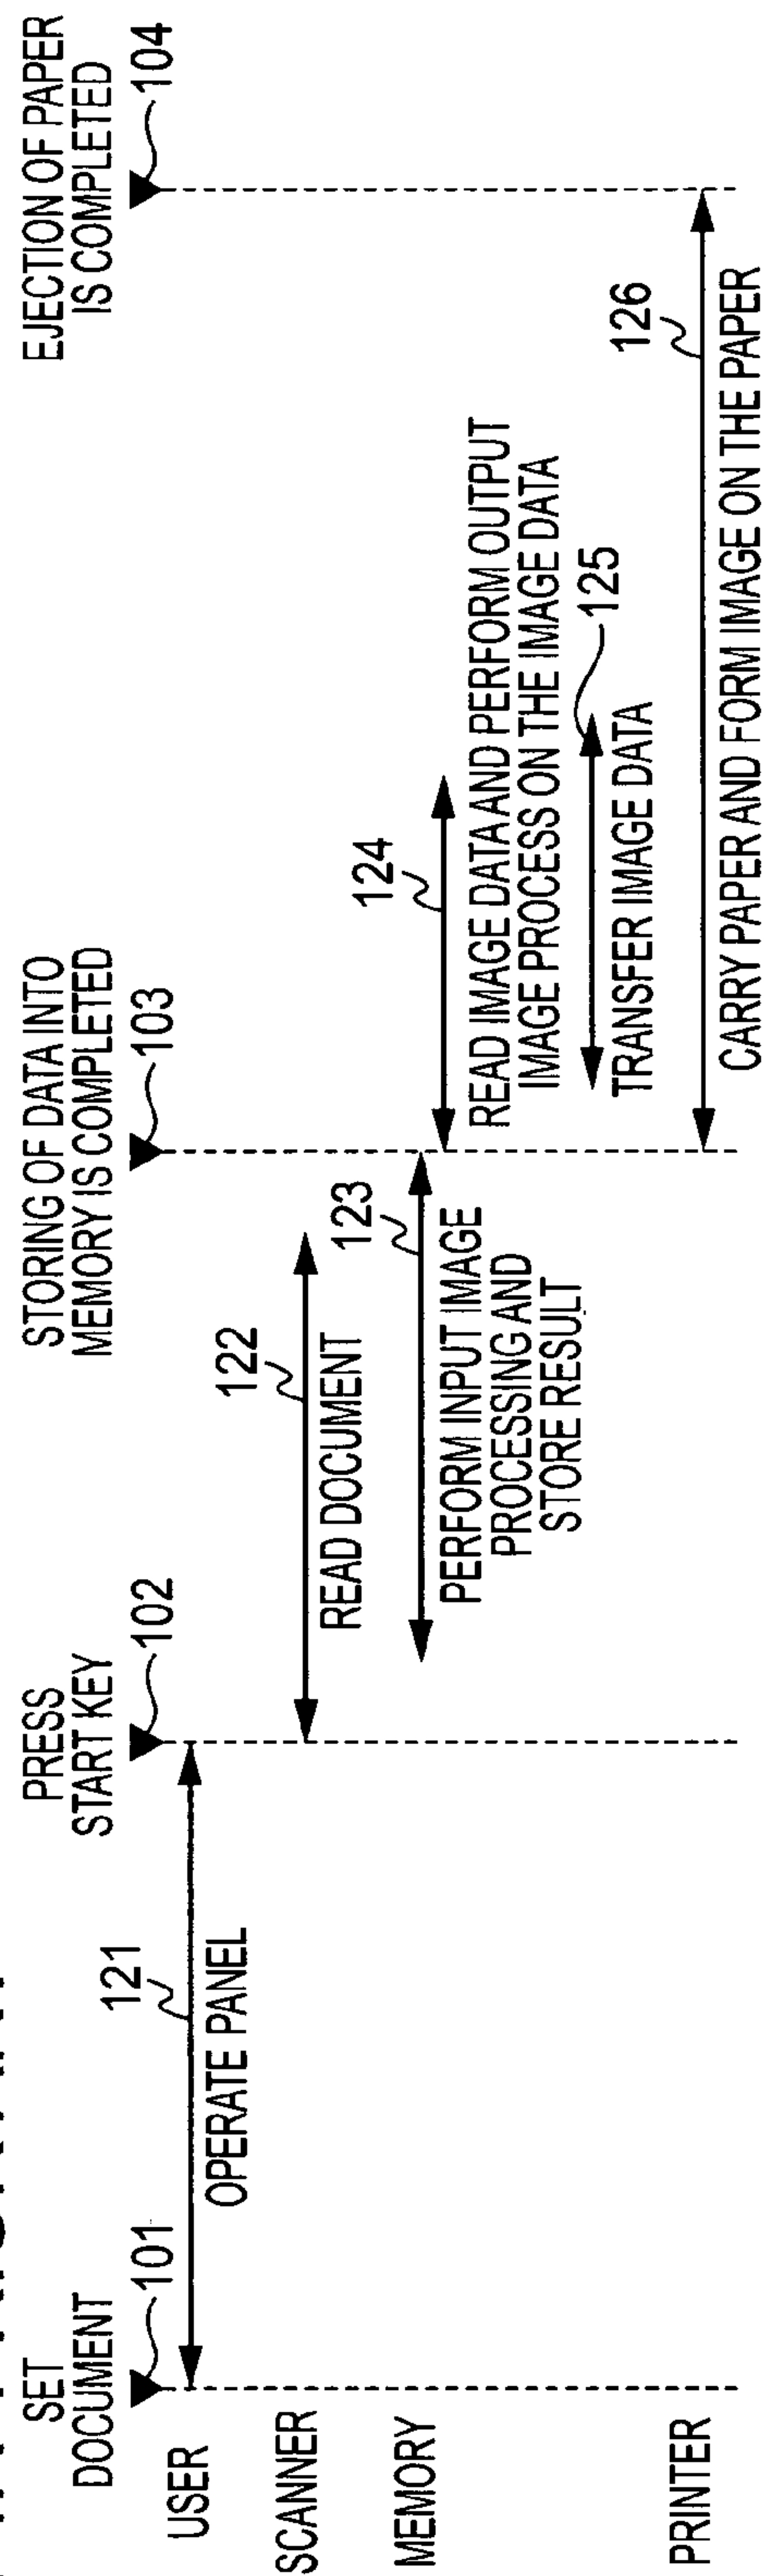 SET
DOCUMENT
101
PRESS
START KEY
102
STORING OF DATA INTO
MEMORY IS COMPLETED
103
EJECTION OF PAPER
IS COMPLETED
104
USER
121
OPERATE PANEL
SCANNER
122
READ DOCUMENT
MEMORY
123
PERFORM INPUT IMAGE
PROCESSING AND
STORE RESULT
124
READ IMAGE DATA AND PERFORM OUTPUT
IMAGE PROCESS ON THE IMAGE DATA
125
TRANSFER IMAGE DATA
PRINTER
126
CARRY PAPER AND FORM IMAGE ON THE PAPER